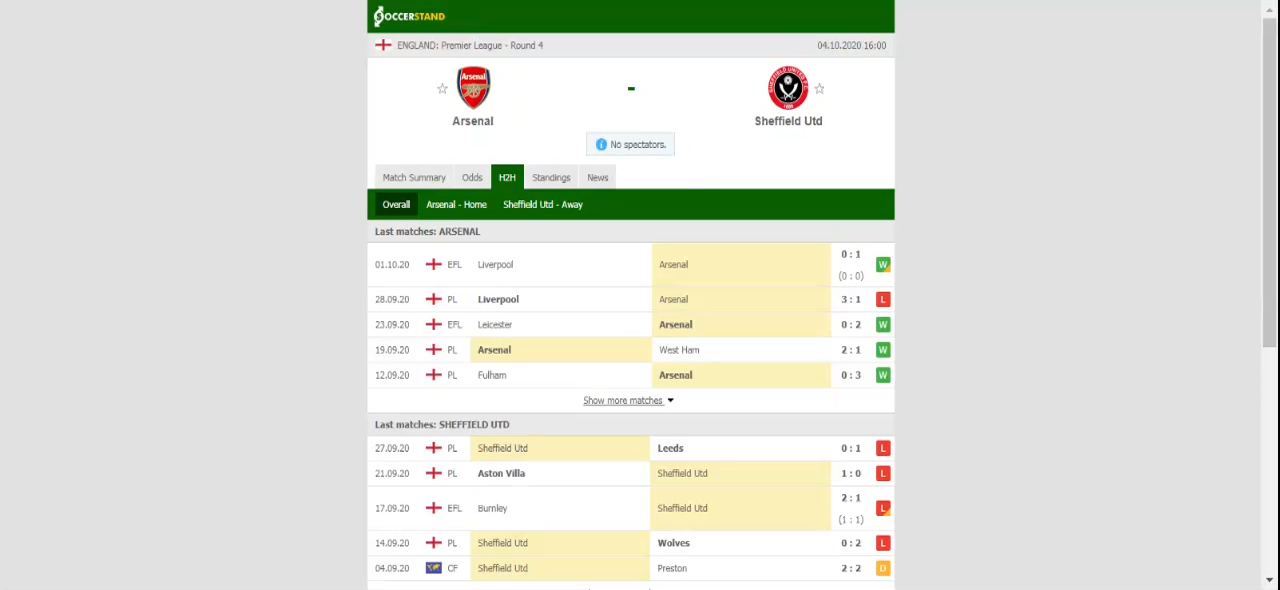 SOCCERSTAND
ENGLAND: Premier League - Round 4 04.10.2020 16:00
Arsenal - Sheffield Utd
No spectators.
Match Summary Odds H2H Standings News
Overall Arsenal - Home Sheffield Utd - Away
Last matches: ARSENAL
01.10.20 EFL Liverpool Arsenal 0 : 1 (0 : 0) W
28.09.20 PL Liverpool Arsenal 3 : 1 L
23.09.20 EFL Leicester Arsenal 0 : 2 W
19.09.20 PL Arsenal West Ham 2 : 1 W
12.09.20 PL Fulham Arsenal 0 : 3 W
Show more matches
Last matches: SHEFFIELD UTD
27.09.20 PL Sheffield Utd Leeds 0 : 1 L
21.09.20 PL Aston Villa Sheffield Utd 1 : 0 L
17.09.20 EFL Burnley Sheffield Utd 2 : 1 (1 : 1) L
14.09.20 PL Sheffield Utd Wolves 0 : 2 L
04.09.20 CF Sheffield Utd Preston 2 : 2 D